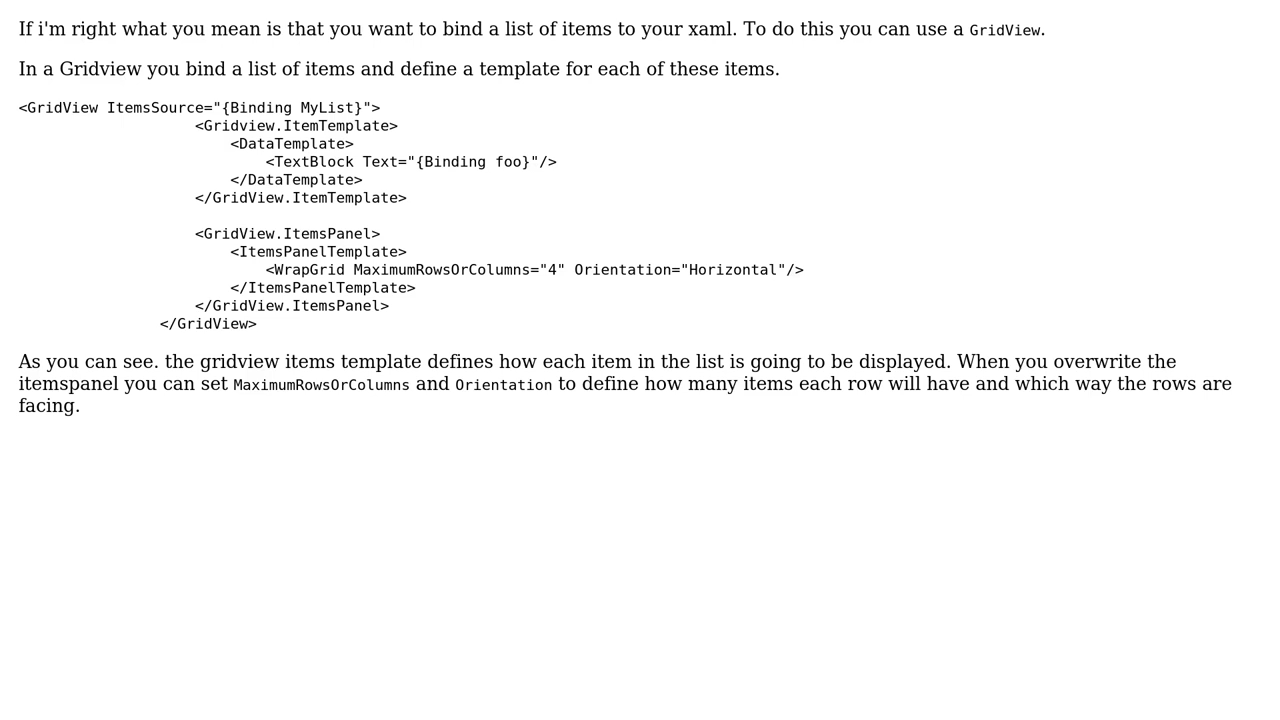 If i'm right what you mean is that you want to bind a list of items to your xaml. To do this you can use a GridView.
In a Gridview you bind a list of items and define a template for each of these items.
<GridView ItemsSource="{Binding MyList}">
                    <Gridview.ItemTemplate>
                        <DataTemplate>
                            <TextBlock Text="{Binding foo}"/>
                        </DataTemplate>
                    </GridView.ItemTemplate>

                    <GridView.ItemsPanel>
                        <ItemsPanelTemplate>
                            <WrapGrid MaximumRowsOrColumns="4" Orientation="Horizontal"/>
                        </ItemsPanelTemplate>
                    </GridView.ItemsPanel>
                </GridView>
As you can see. the gridview items template defines how each item in the list is going to be displayed. When you overwrite the
itemspanel you can set MaximumRowsOrColumns and Orientation to define how many items each row will have and which way the rows are
facing.